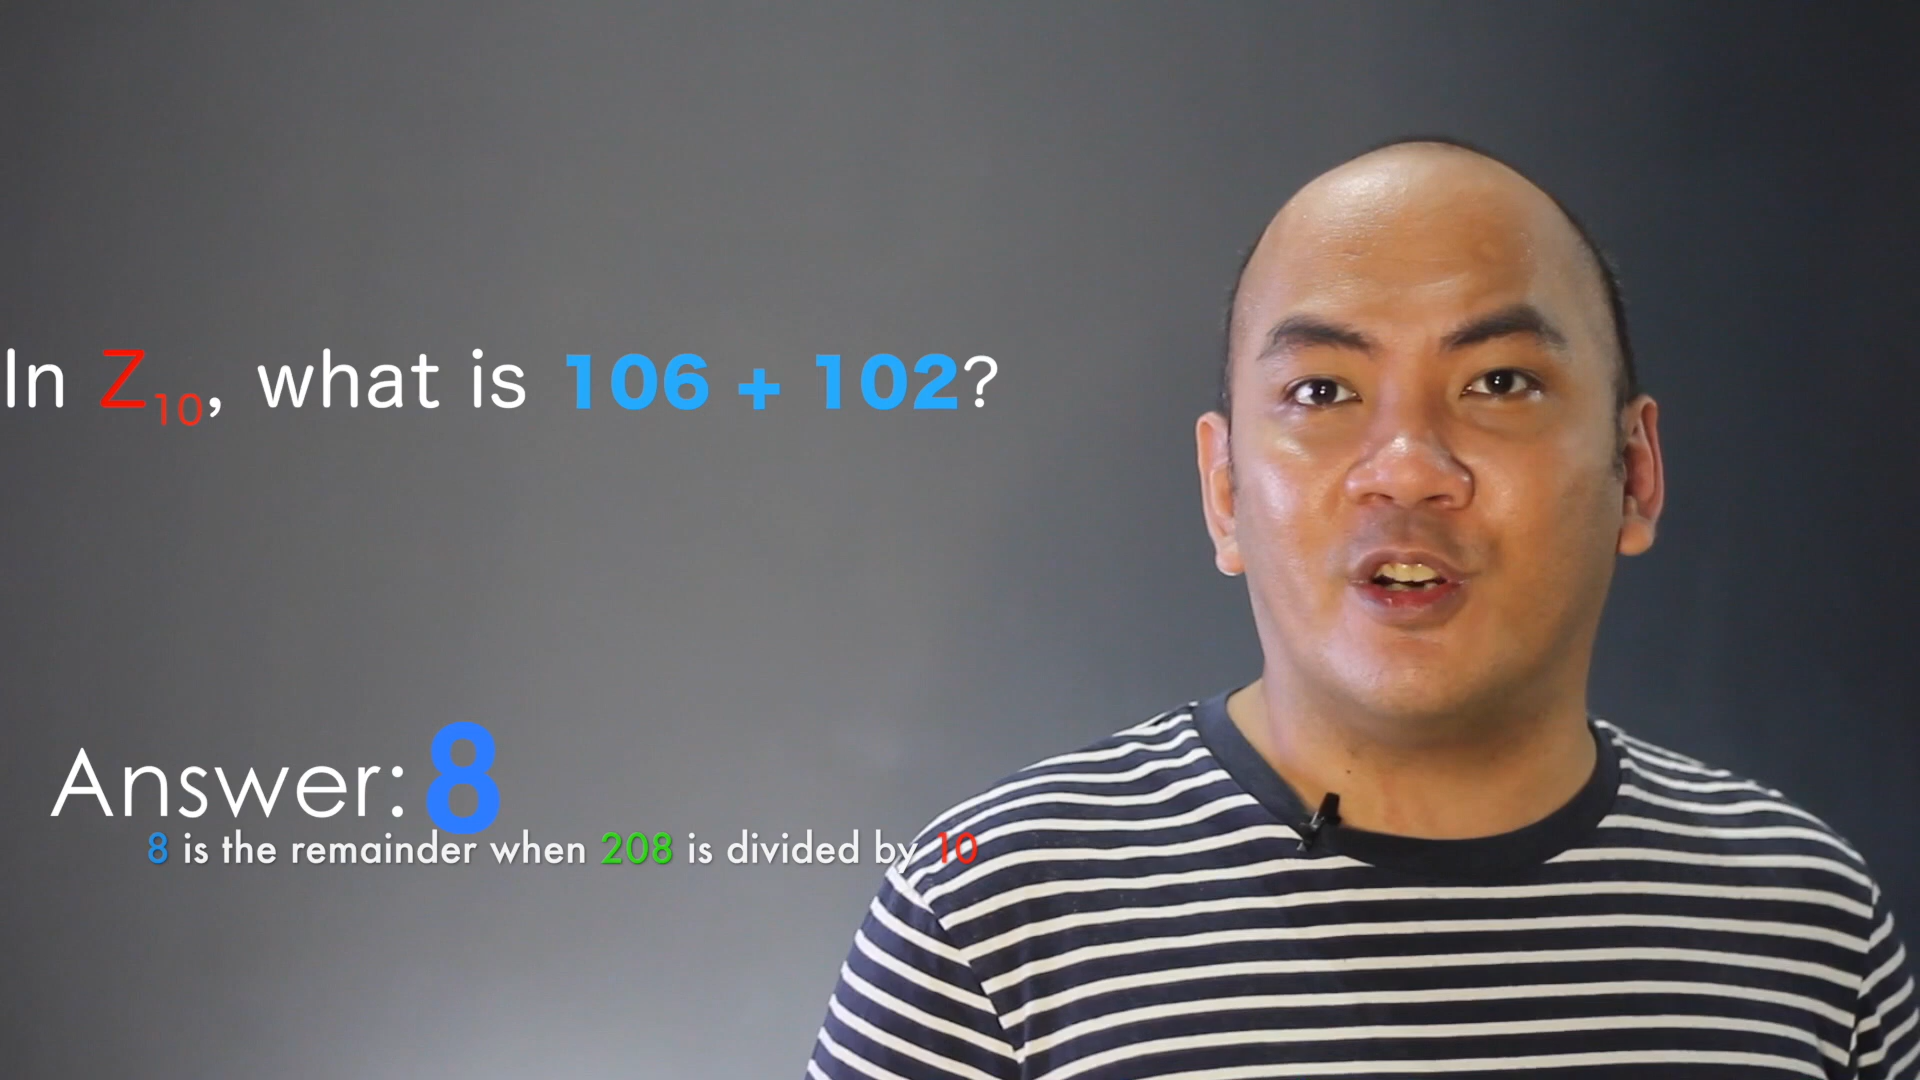 In Z10, what is 106 + 102?
Answer: 8
8 is the remainder when 208 is divided by 10